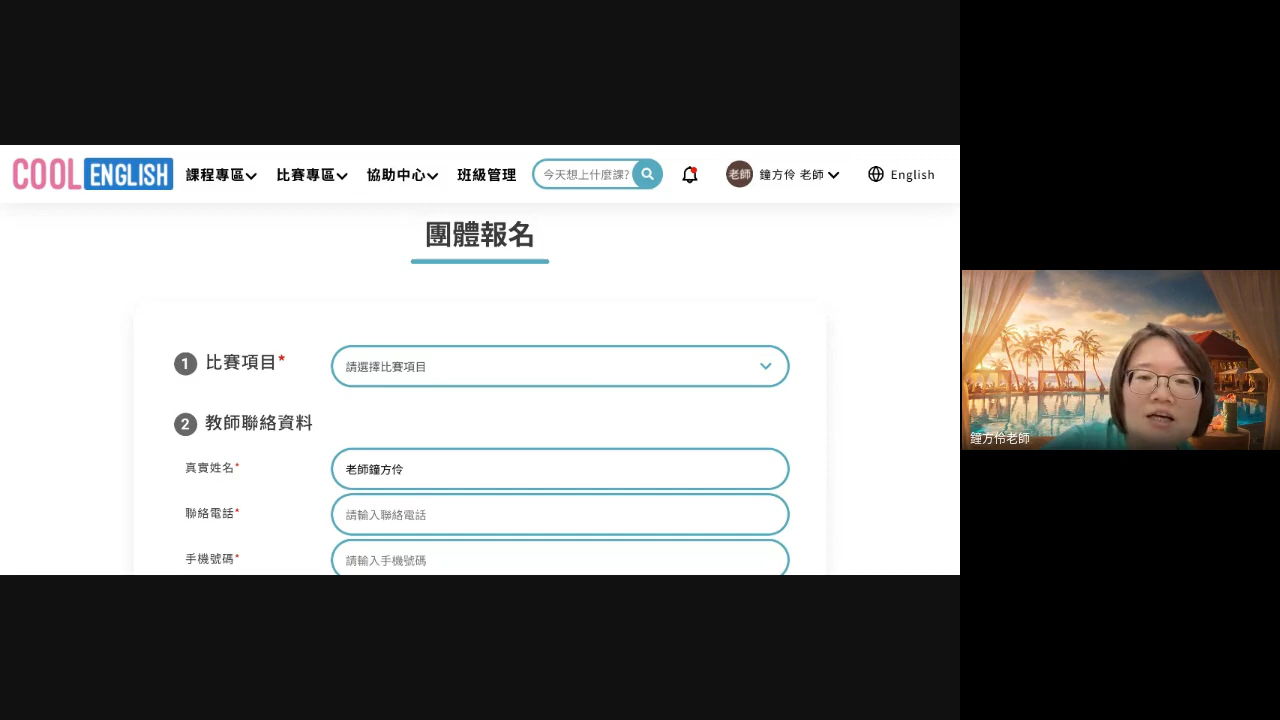 COOL ENGLISH 課程專區 比賽專區 協助中心 班級管理 今天想上什麼課? 老師 鐘方伶 老師 English
團體報名
1 比賽項目* 請選擇比賽項目
2 教師聯絡資料
真實姓名* 老師鐘方伶
聯絡電話* 請輸入聯絡電話
手機號碼* 請輸入手機號碼
鐘方伶老師